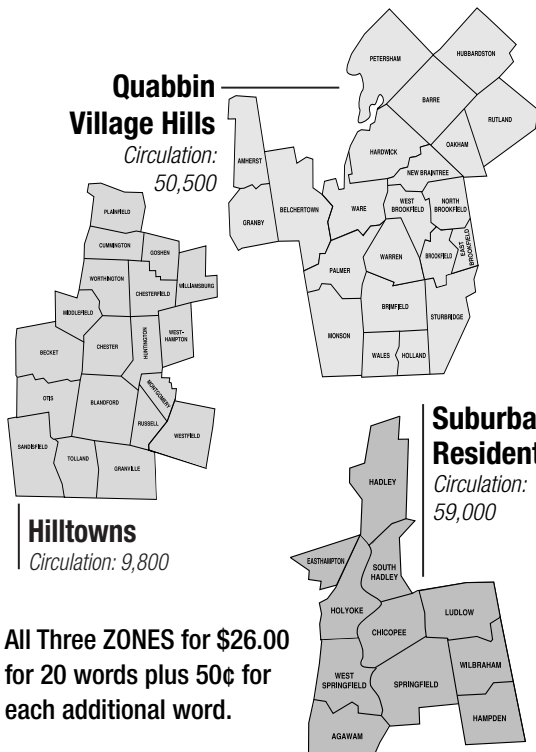 Quabbin
Village Hills
Circulation:
50,500
PETERSHAM
HUBBARDSTON
BARRE
RUTLAND
OAKHAM
HARDWICK
NEW BRAINTREE
AMHERST
BELCHERTOWN
GRANBY
WARE
WEST
BROOKFIELD
NORTH
BROOKFIELD
EAST
BROOKFIELD
BROOKFIELD
WARREN
PALMER
BRIMFIELD
STURBRIDGE
MONSON
WALES
HOLLAND
PLAINFIELD
CUMMINGTON
GOSHEN
WORTHINGTON
CHESTERFIELD
WILLIAMSBURG
MIDDLEFIELD
WEST-
HAMPTON
HUNTINGTON
CHESTER
BECKET
MONTGOMERY
OTIS
BLANDFORD
RUSSELL
WESTFIELD
SANDISFIELD
TOLLAND
GRANVILLE
Hilltowns
Circulation: 9,800
Suburba
Resident
Circulation:
59,000
HADLEY
EASTHAMPTON
SOUTH
HADLEY
HOLYOKE
CHICOPEE
LUDLOW
WEST
SPRINGFIELD
SPRINGFIELD
WILBRAHAM
AGAWAM
HAMPDEN
All Three ZONES for $26.00
for 20 words plus 50¢ for
each additional word.